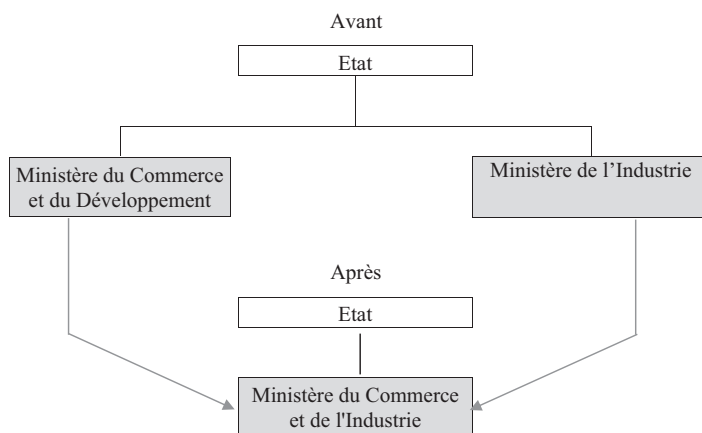 Avant
Etat
Ministère du Commerce
et du Développement
Ministère de l’Industrie
Après
Etat
Ministère du Commerce
et de l'Industrie